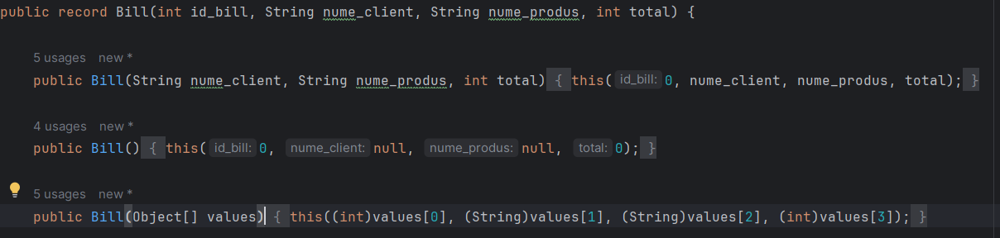 public record Bill(int id_bill, String nume_client, String nume_produs, int total) {
5 usages new *
public Bill(String nume_client, String nume_produs, int total) { this( id_bill: 0, nume_client, nume_produs, total); }
4 usages new *
public Bill() { this( id_bill: 0, nume_client: null, nume_produs: null, total: 0); }
5 usages new *
public Bill(Object[] values) { this((int)values[0], (String)values[1], (String)values[2], (int)values[3]); }